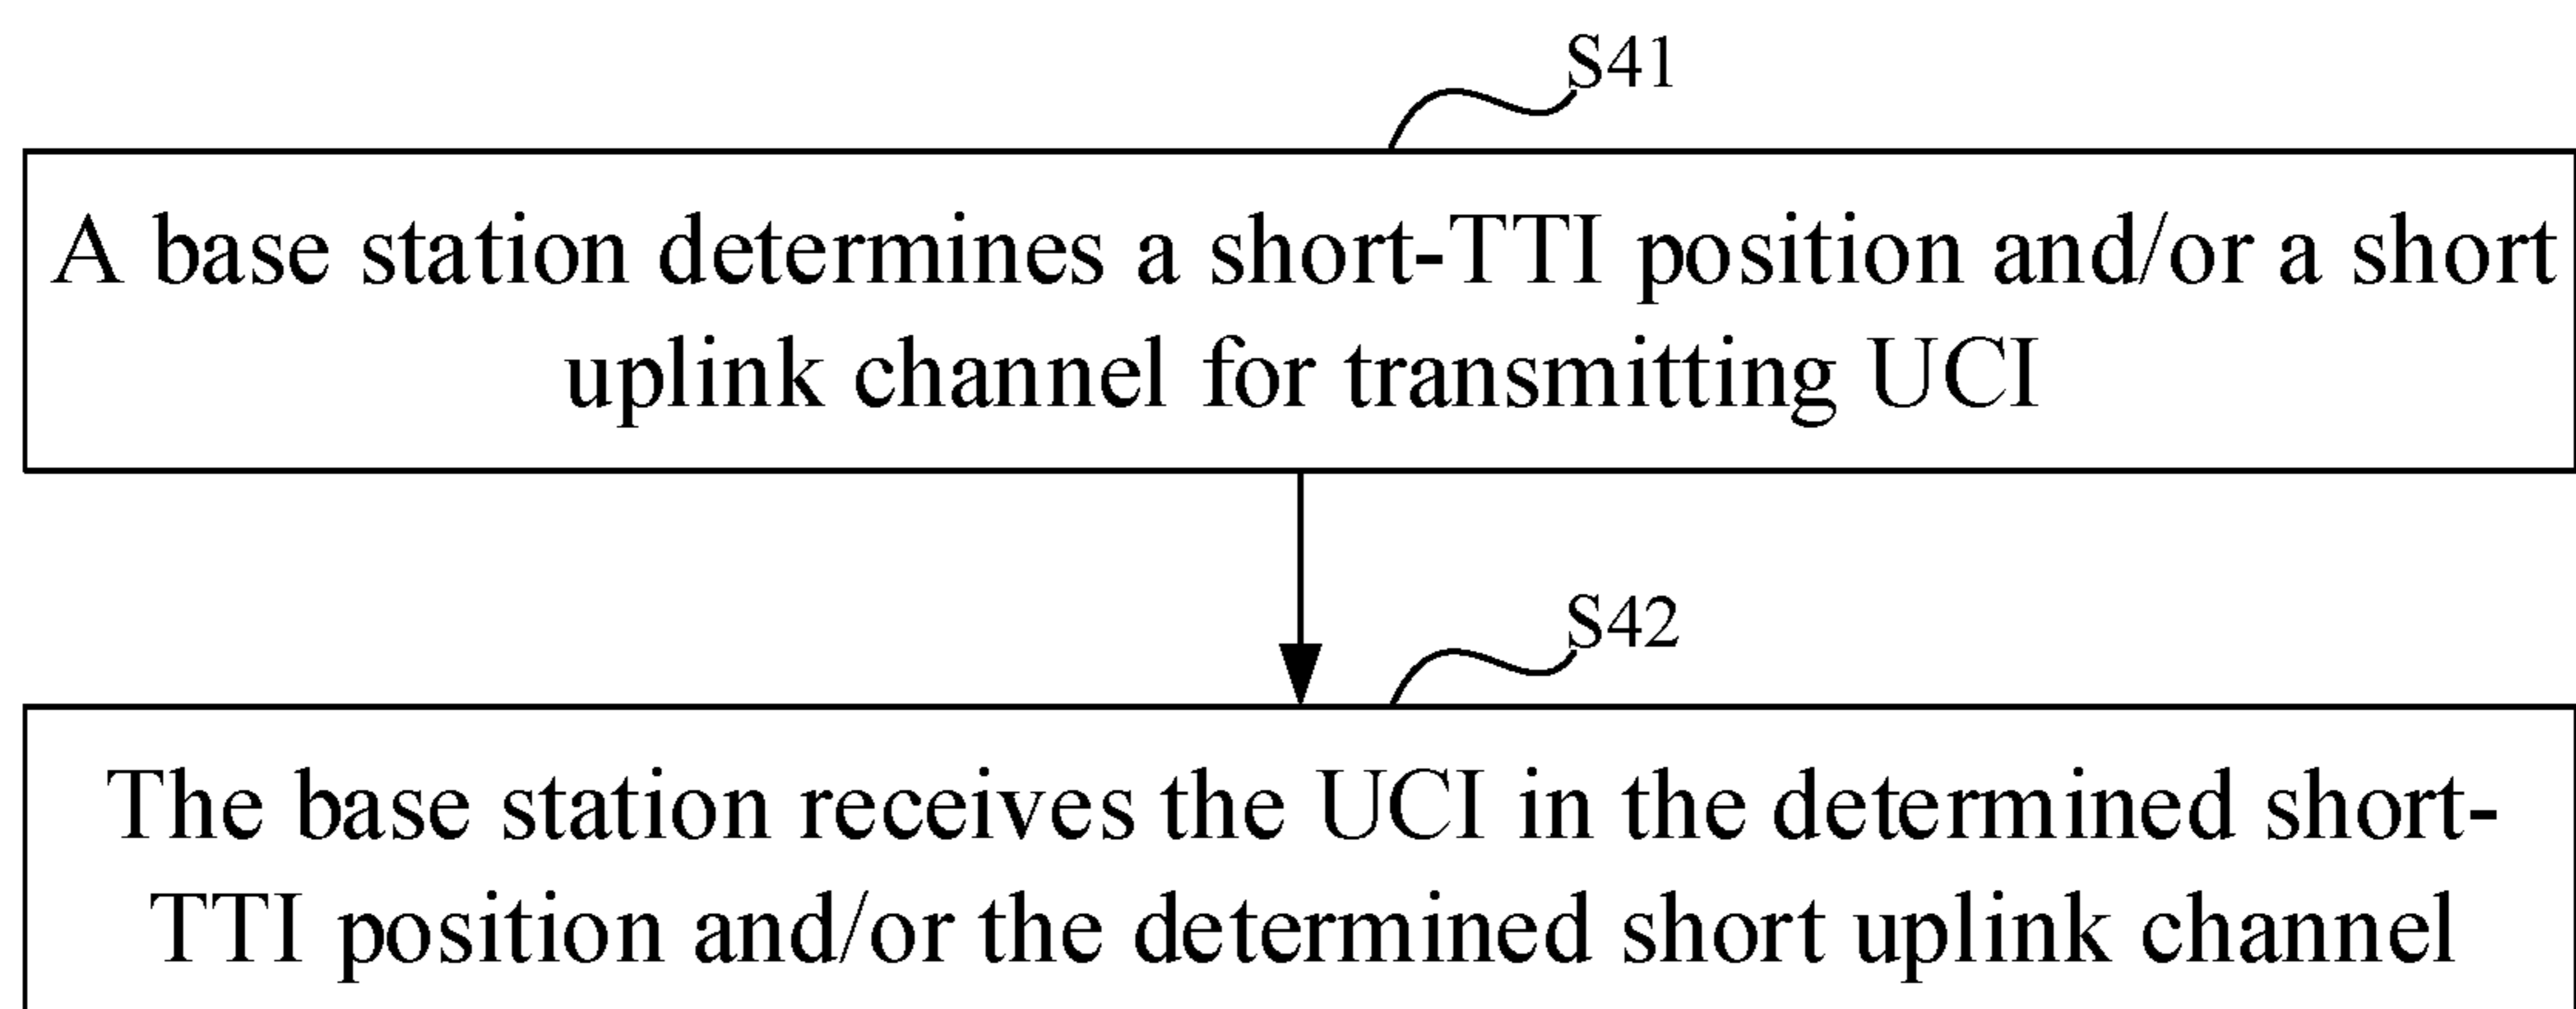 S41
A base station determines a short-TTI position and/or a short
uplink channel for transmitting UCI
S42
The base station receives the UCI in the determined short-
TTI position and/or the determined short uplink channel